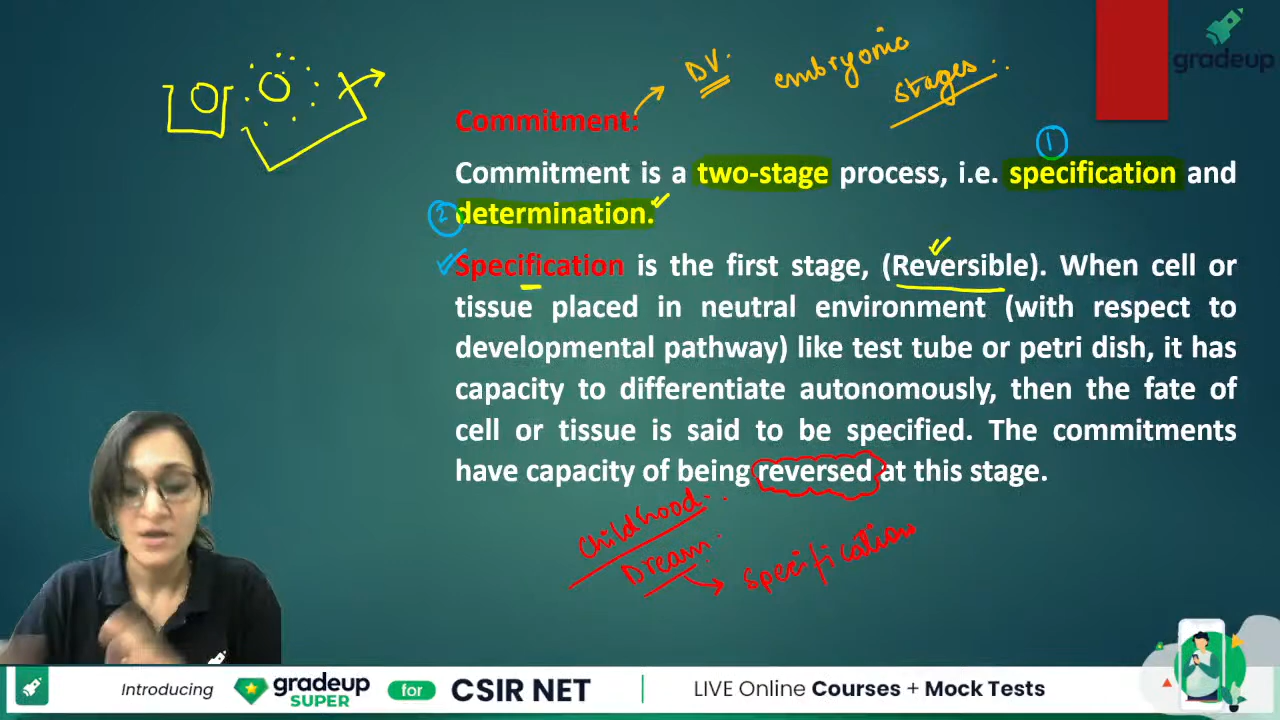 gradeup
DV.
embryonic
stages..
Commitment:
1
Commitment is a two-stage process, i.e. specification and
2
determination.
Specification is the first stage, (Reversible). When cell or
tissue placed in neutral environment (with respect to
developmental pathway) like test tube or petri dish, it has
capacity to differentiate autonomously, then the fate of
cell or tissue is said to be specified. The commitments
have capacity of being reversed at this stage.
Childhood..
Dream.
Specification
Introducing gradeup SUPER for CSIR NET LIVE Online Courses + Mock Tests